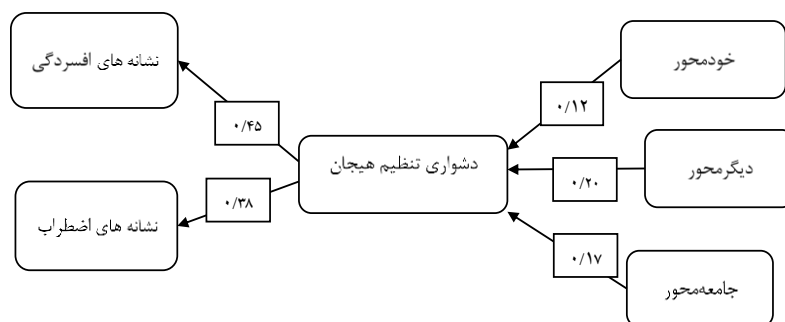 خودمحور
نشانه های افسردگی
۰/۱۲
۰/۴۵
دشواری تنظیم هیجان
دیگرمحور
۰/۲۰
۰/۳۸
نشانه های اضطراب
۰/۱۷
جامعه‌محور